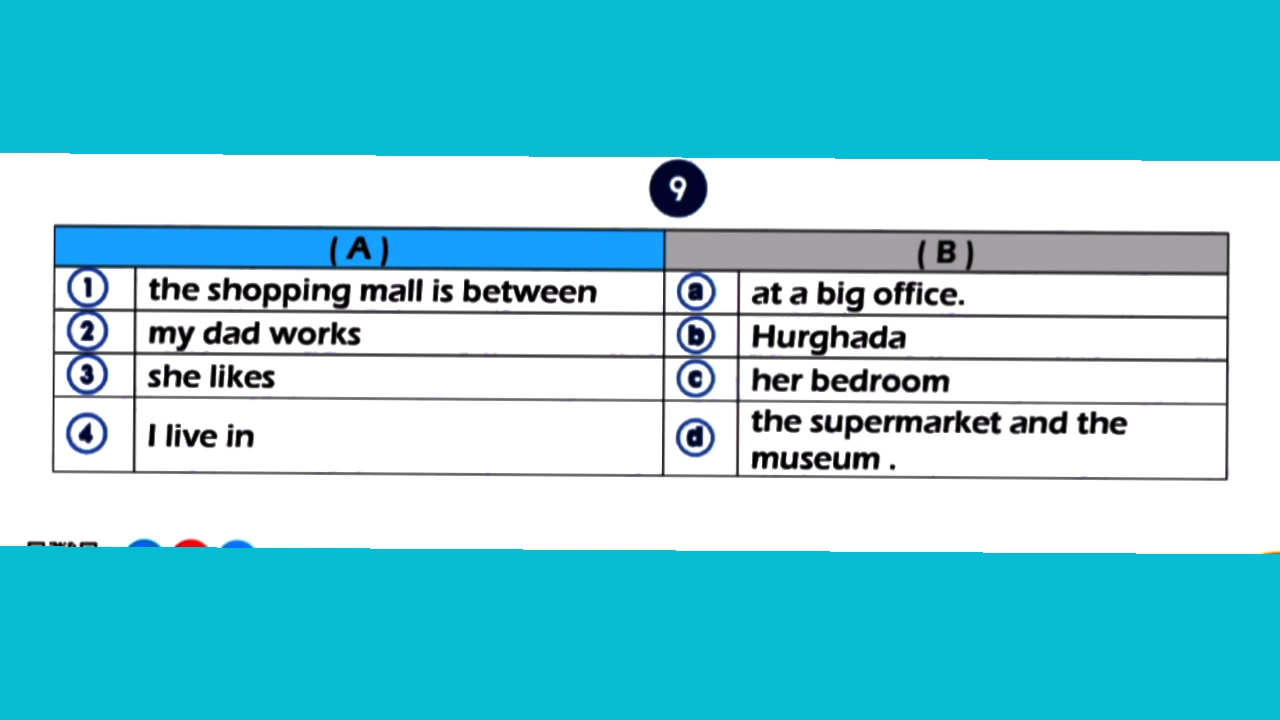 9
( A ) ( B )
1 the shopping mall is between a at a big office.
2 my dad works b Hurghada
3 she likes c her bedroom
4 I live in d the supermarket and the
museum .